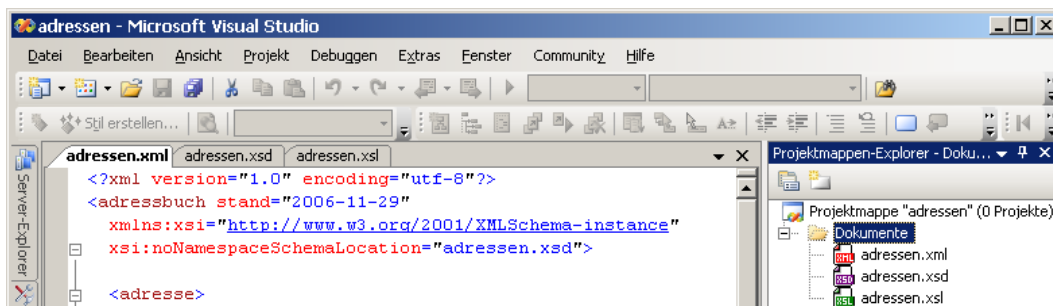 adressen - Microsoft Visual Studio
Datei Bearbeiten Ansicht Projekt Debuggen Extras Fenster Community Hilfe
Stil erstellen...
adressen.xml adressen.xsd adressen.xsl
Projektmappen-Explorer - Doku...
Server-Explorer
<?xml version="1.0" encoding="utf-8"?>
<adressbuch stand="2006-11-29"
xmlns:xsi="http://www.w3.org/2001/XMLSchema-instance"
xsi:noNamespaceSchemaLocation="adressen.xsd">
<adresse>
Projektmappe "adressen" (0 Projekte)
Dokumente
XML adressen.xml
XSD adressen.xsd
XSL adressen.xsl